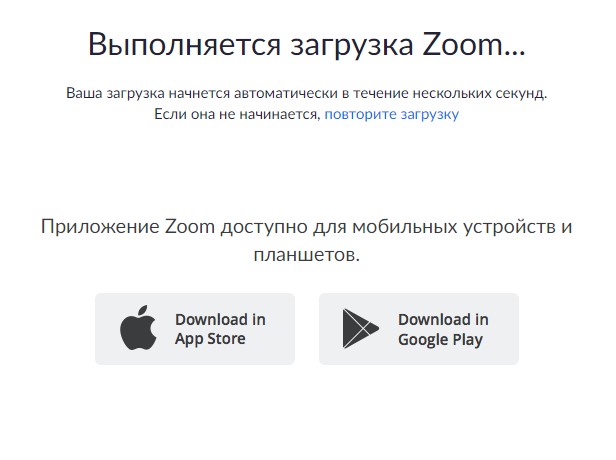 Выполняется загрузка Zoom...
Ваша загрузка начнется автоматически в течение нескольких секунд.
Если она не начинается, повторите загрузку
Приложение Zoom доступно для мобильных устройств и
планшетов.
Download in
App Store
Download in
Google Play